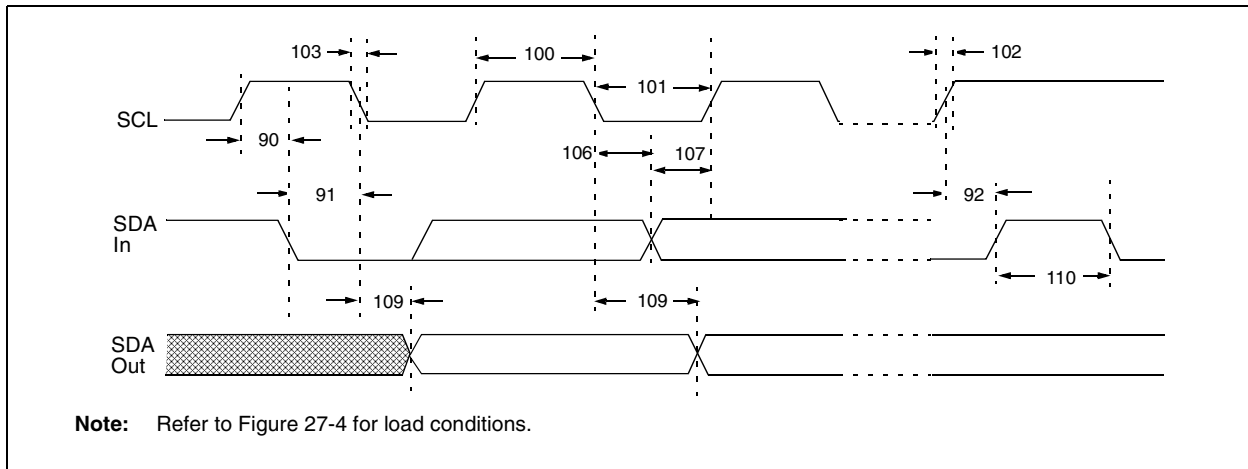 103
100
102
101
SCL
90
106
107
91
92
SDA
In
110
109
109
SDA
Out
Note: Refer to Figure 27-4 for load conditions.